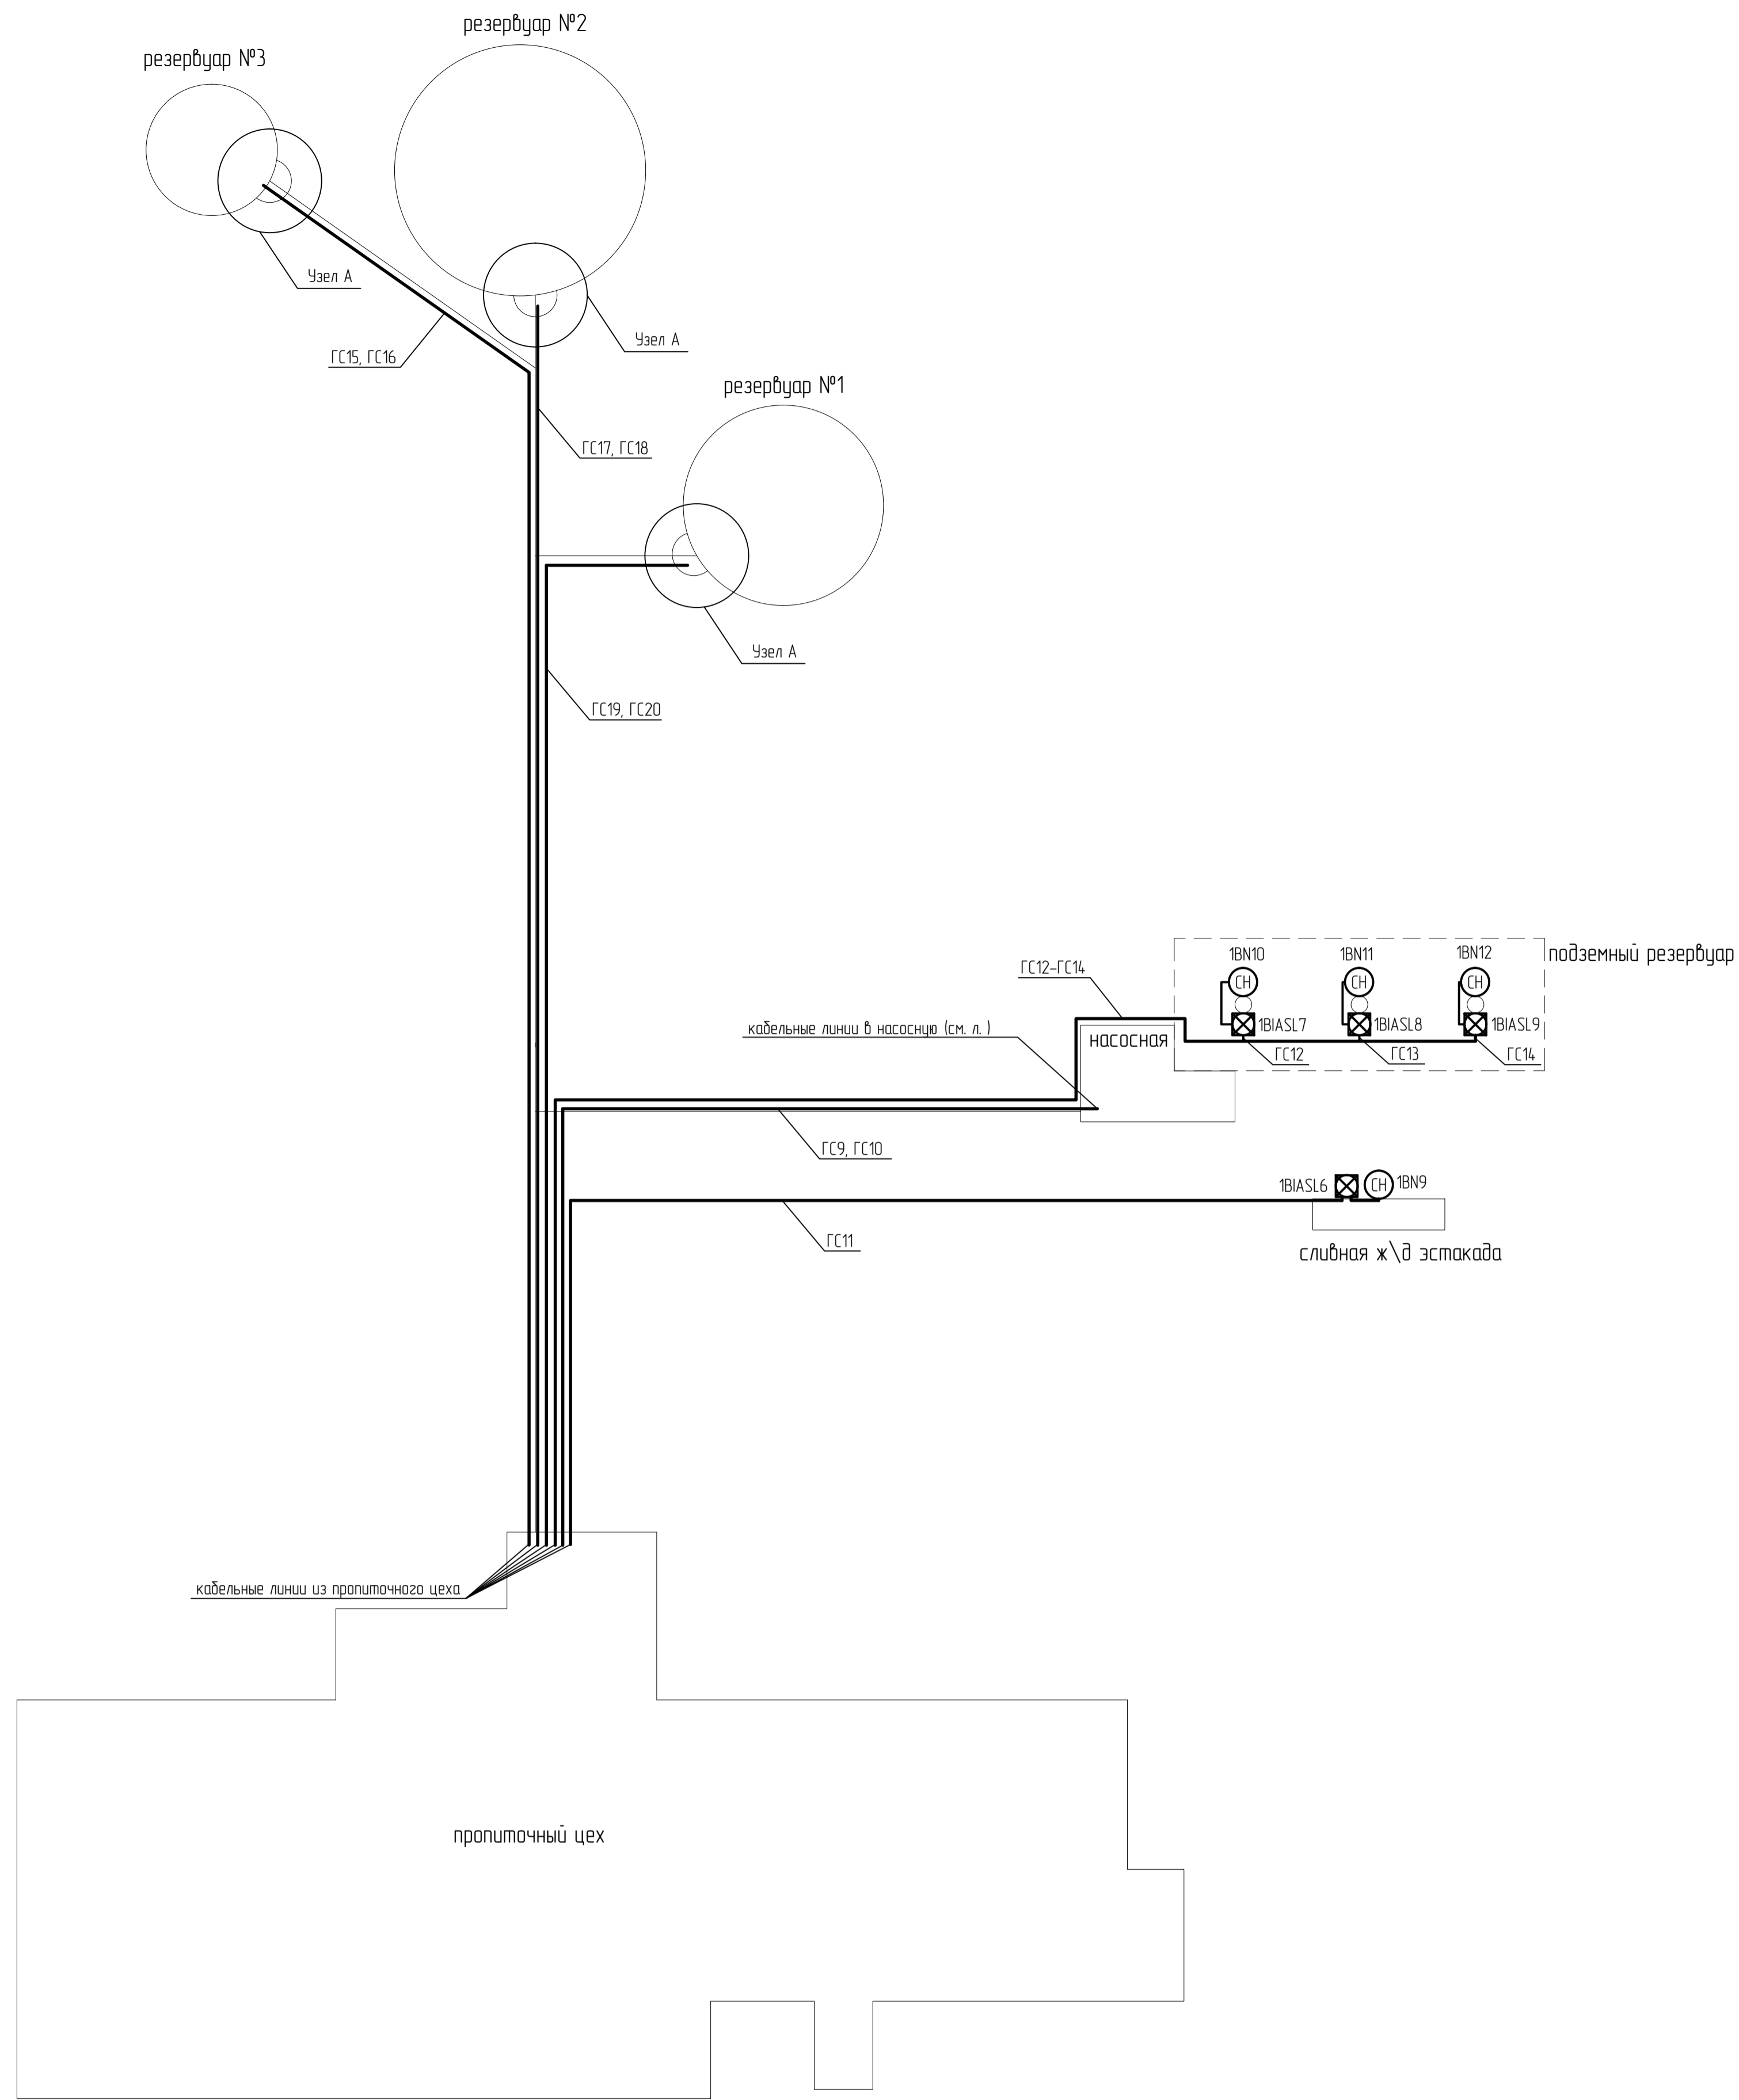 резервуар №2
резервуар №3
Узел А
Узел А
ГС15, ГС16
резервуар №1
ГС17, ГС18
Узел А
ГС19, ГС20
1BN10
1BN11
1BN12
подземный резервуар
ГС12-ГС14
СН
СН
СН
кабельные линии в насосную (см. л. )
1BIASL7
1BIASL8
1BIASL9
насосная
ГС12
ГС13
ГС14
ГС9, ГС10
1BIASL6
СН
1BN9
ГС11
сливная ж\д эстакада
кабельные линии из пропиточного цеха
пропиточный цех